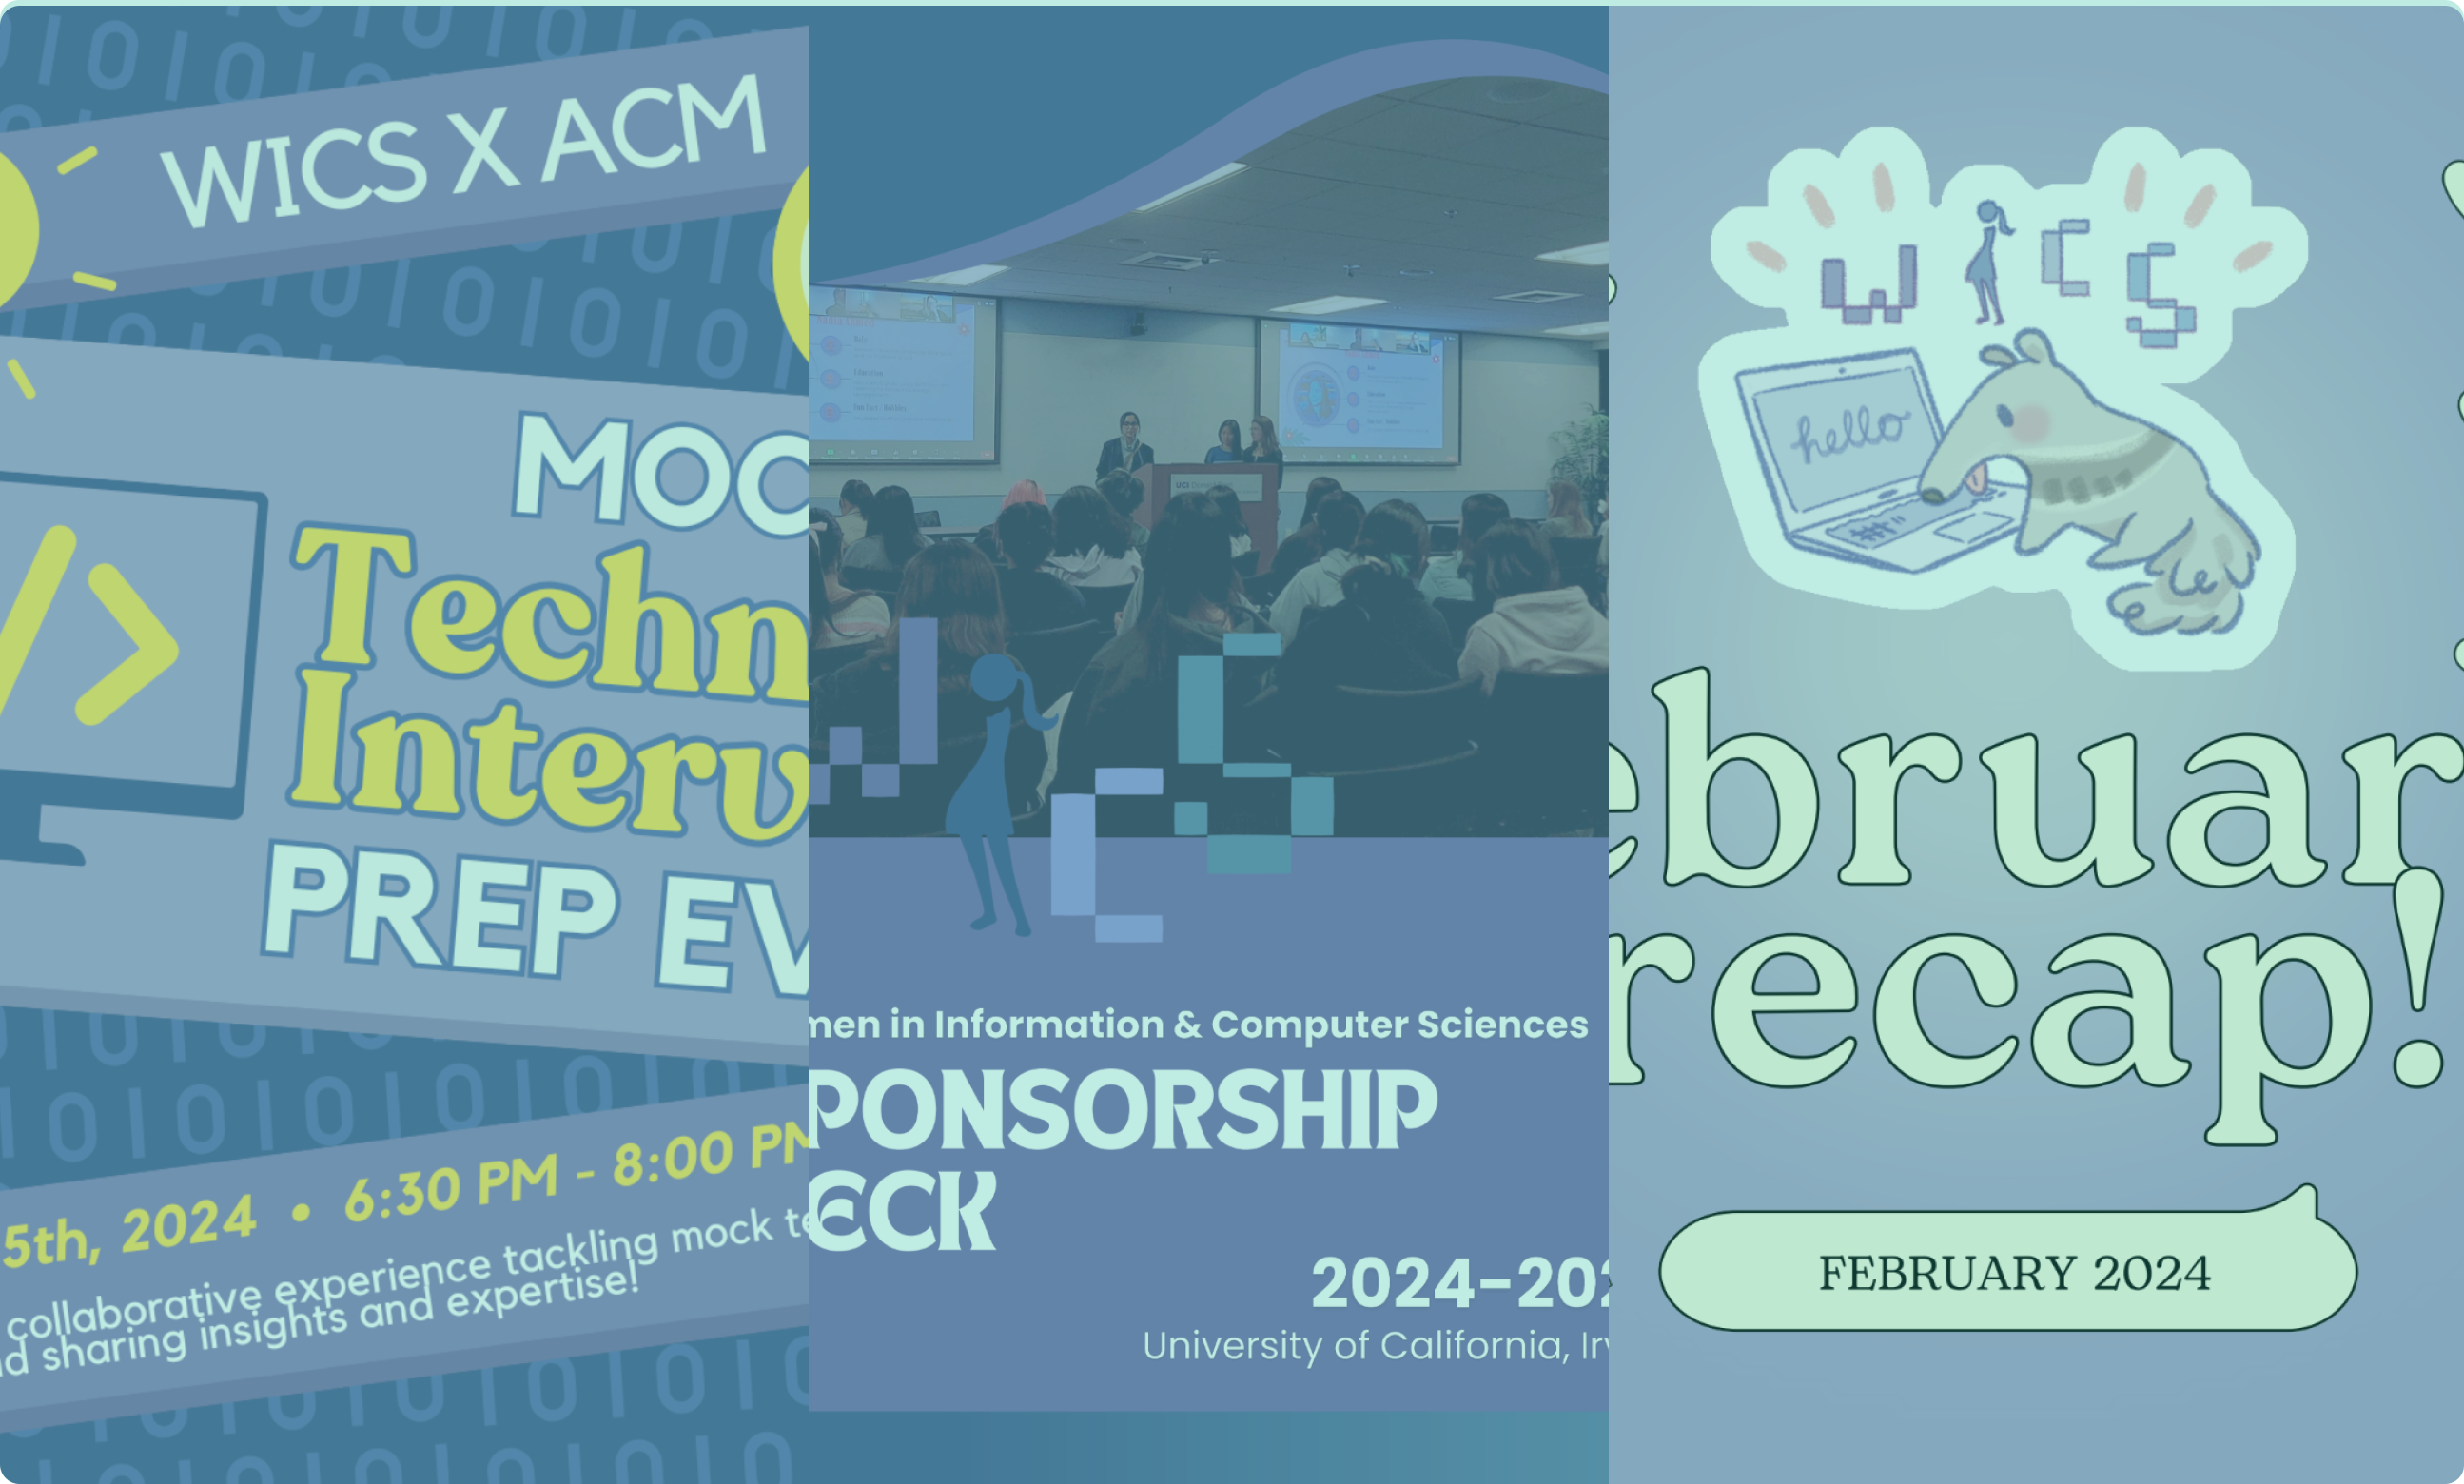 WICS X ACM
MOC
Techn
Interv
PREP EV
5th, 2024 • 6:30 PM - 8:00 PM
collaborative experience tackling mock te
d sharing insights and expertise!
UCI
W C S
men in Information & Computer Sciences
PONSORSHIP
ECK
2024-202
University of California, Ir
W C S
hello
ebruar
recap!
FEBRUARY 2024